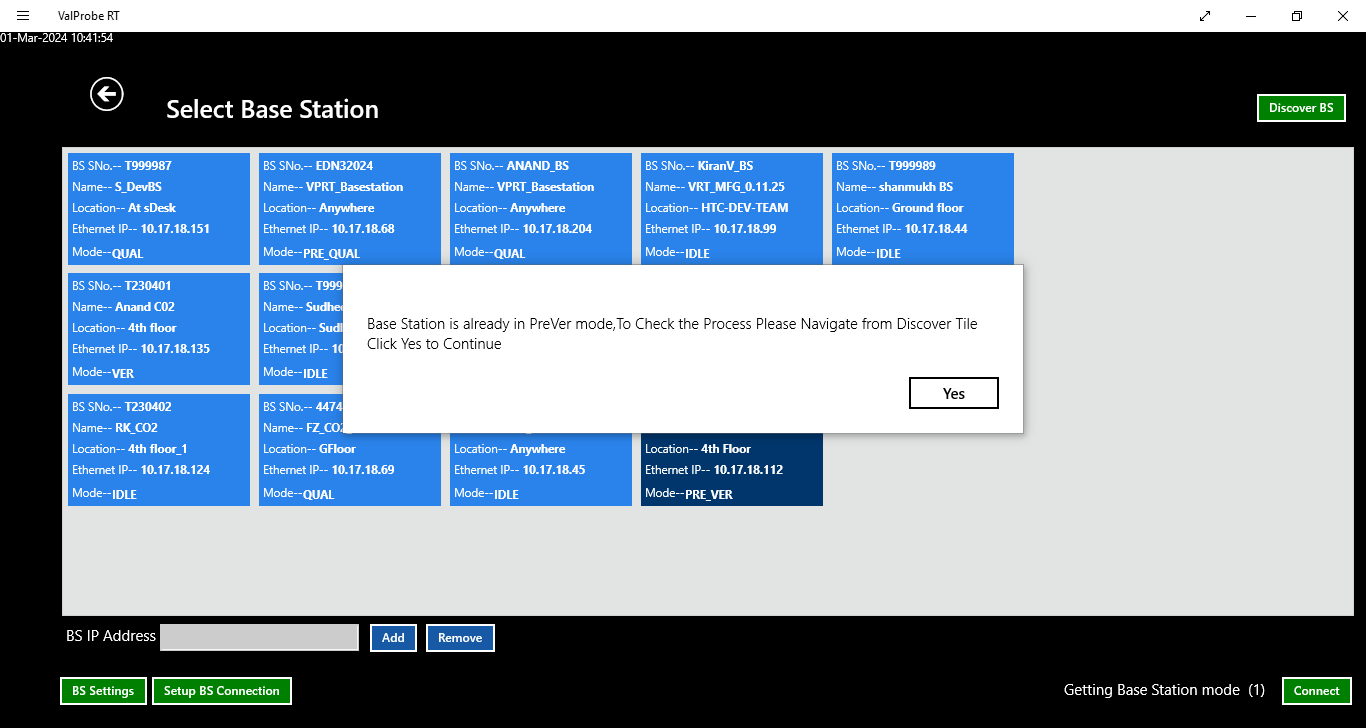 ValProbe RT
01-Mar-2024 10:41:54
Select Base Station
Discover BS
BS SNo.-- T999987
Name-- S_DevBS
Location-- At sDesk
Ethernet IP-- 10.17.18.151
Mode--QUAL
BS SNo.-- EDN32024
Name-- VPRT_Basestation
Location-- Anywhere
Ethernet IP-- 10.17.18.68
Mode--PRE_QUAL
BS SNo.-- ANAND_BS
Name-- VPRT_Basestation
Location-- Anywhere
Ethernet IP-- 10.17.18.204
Mode--QUAL
BS SNo.-- KiranV_BS
Name-- VRT_MFG_0.11.25
Location-- HTC-DEV-TEAM
Ethernet IP-- 10.17.18.99
Mode--IDLE
BS SNo.-- T999989
Name-- shanmukh BS
Location-- Ground floor
Ethernet IP-- 10.17.18.44
Mode--IDLE
BS SNo.-- T230401
Name-- Anand C02
Location-- 4th floor
Ethernet IP-- 10.17.18.135
Mode--VER
BS SNo.-- T999
Name--
Location--
Ethernet IP-- 10
Mode--IDLE
Base Station is already in PreVer mode,To Check the Process Please Navigate from Discover Tile
Click Yes to Continue
Yes
BS SNo.-- T230402
Name-- RK_CO2
Location-- 4th floor_1
Ethernet IP-- 10.17.18.124
Mode--IDLE
BS SNo.-- 4474
Name-- FZ_CO2
Location-- GFloor
Ethernet IP-- 10.17.18.69
Mode--QUAL
Location-- Anywhere
Ethernet IP-- 10.17.18.45
Mode--IDLE
Location-- 4th Floor
Ethernet IP-- 10.17.18.112
Mode--PRE_VER
BS IP Address
Add
Remove
BS Settings
Setup BS Connection
Getting Base Station mode (1)
Connect